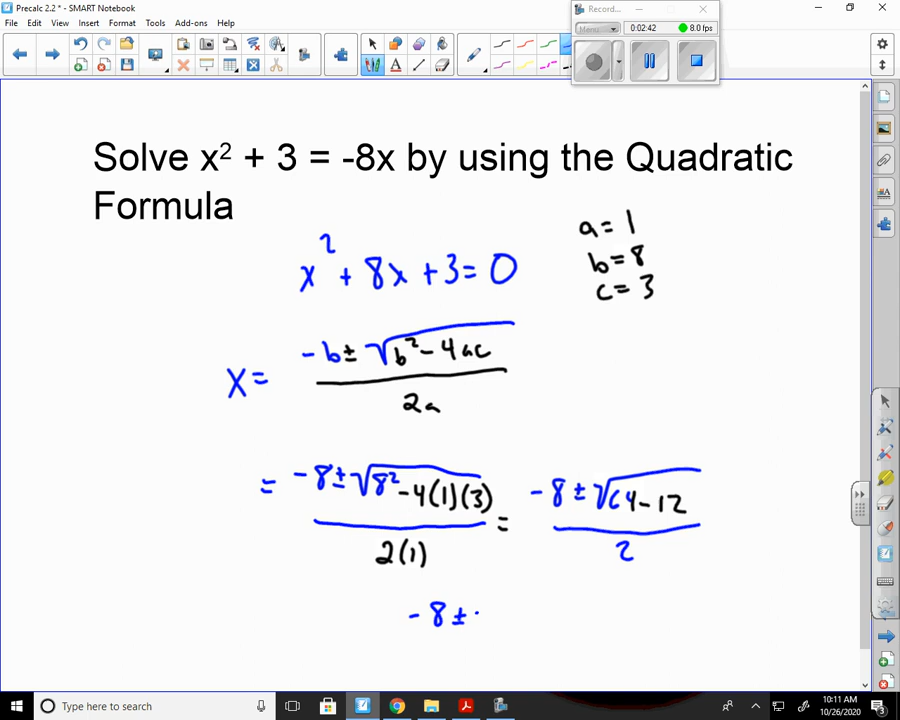 Precalc 2.2 * - SMART Notebook
Record...
File Edit View Insert Format Tools Add-ons Help
Menu
0:02:42
8.0 fps
Solve x² + 3 = -8x by using the Quadratic
Formula
a = 1
b = 8
c = 3
x² + 8x + 3 = 0
x = (-b ± √(b² - 4ac)) / 2a
= (-8 ± √(8² - 4(1)(3))) / 2(1) = (-8 ± √(64 - 12)) / 2
-8 ±
Type here to search
10:11 AM
10/26/2020
3